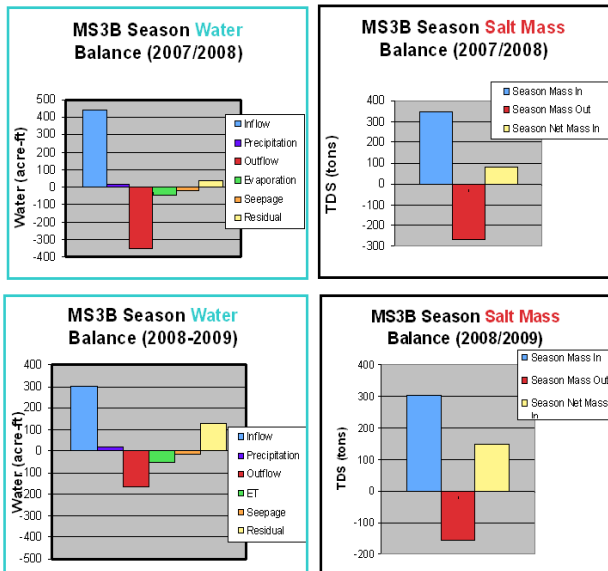 MS3B Season Water
Balance (2007/2008)
Water (acre-ft)
500
400
300
200
100
0
-100
-200
-300
-400
Inflow
Precipitation
Outflow
Evaporation
Seepage
Residual
MS3B Season Salt Mass
Balance (2007/2008)
TDS (tons)
400
300
200
100
0
-100
-200
-300
Season Mass In
Season Mass Out
Season Net Mass In
MS3B Season Water
Balance (2008-2009)
Water (acre-ft)
400
300
200
100
0
-100
-200
-300
-400
-500
Inflow
Precipitation
Outflow
ET
Seepage
Residual
MS3B Season Salt Mass
Balance (2008/2009)
TDS (tons)
400
300
200
100
0
-100
-200
Season Mass In
Season Mass Out
Season Net Mass
In